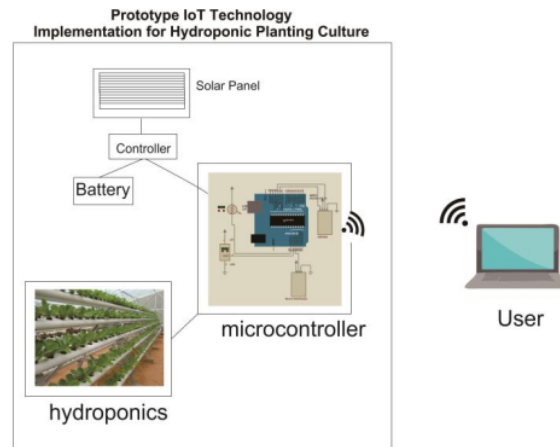 Prototype IoT Technology
Implementation for Hydroponic Planting Culture
Solar Panel
Controller
Battery
microcontroller
hydroponics
User